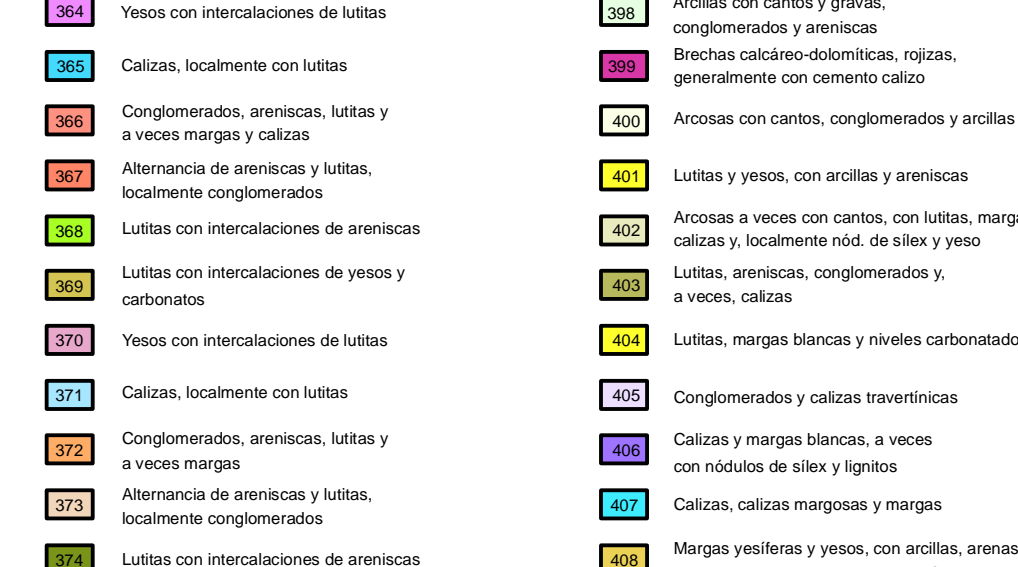 364 Yesos con intercalaciones de lutitas
365 Calizas, localmente con lutitas
366 Conglomerados, areniscas, lutitas y
a veces margas y calizas
367 Alternancia de areniscas y lutitas,
localmente conglomerados
368 Lutitas con intercalaciones de areniscas
369 Lutitas con intercalaciones de yesos y
carbonatos
370 Yesos con intercalaciones de lutitas
371 Calizas, localmente con lutitas
372 Conglomerados, areniscas, lutitas y
a veces margas
373 Alternancia de areniscas y lutitas,
localmente conglomerados
374 Lutitas con intercalaciones de areniscas
398 Arcillas con cantos y gravas,
conglomerados y areniscas
399 Brechas calcáreo-dolomíticas, rojizas,
generalmente con cemento calizo
400 Arcosas con cantos, conglomerados y arcillas
401 Lutitas y yesos, con arcillas y areniscas
402 Arcosas a veces con cantos, con lutitas, marga
calizas y, localmente nód. de sílex y yeso
403 Lutitas, areniscas, conglomerados y,
a veces, calizas
404 Lutitas, margas blancas y niveles carbonatado
405 Conglomerados y calizas travertínicas
406 Calizas y margas blancas, a veces
con nódulos de sílex y lignitos
407 Calizas, calizas margosas y margas
408 Margas yesíferas y yesos, con arcillas, arenas